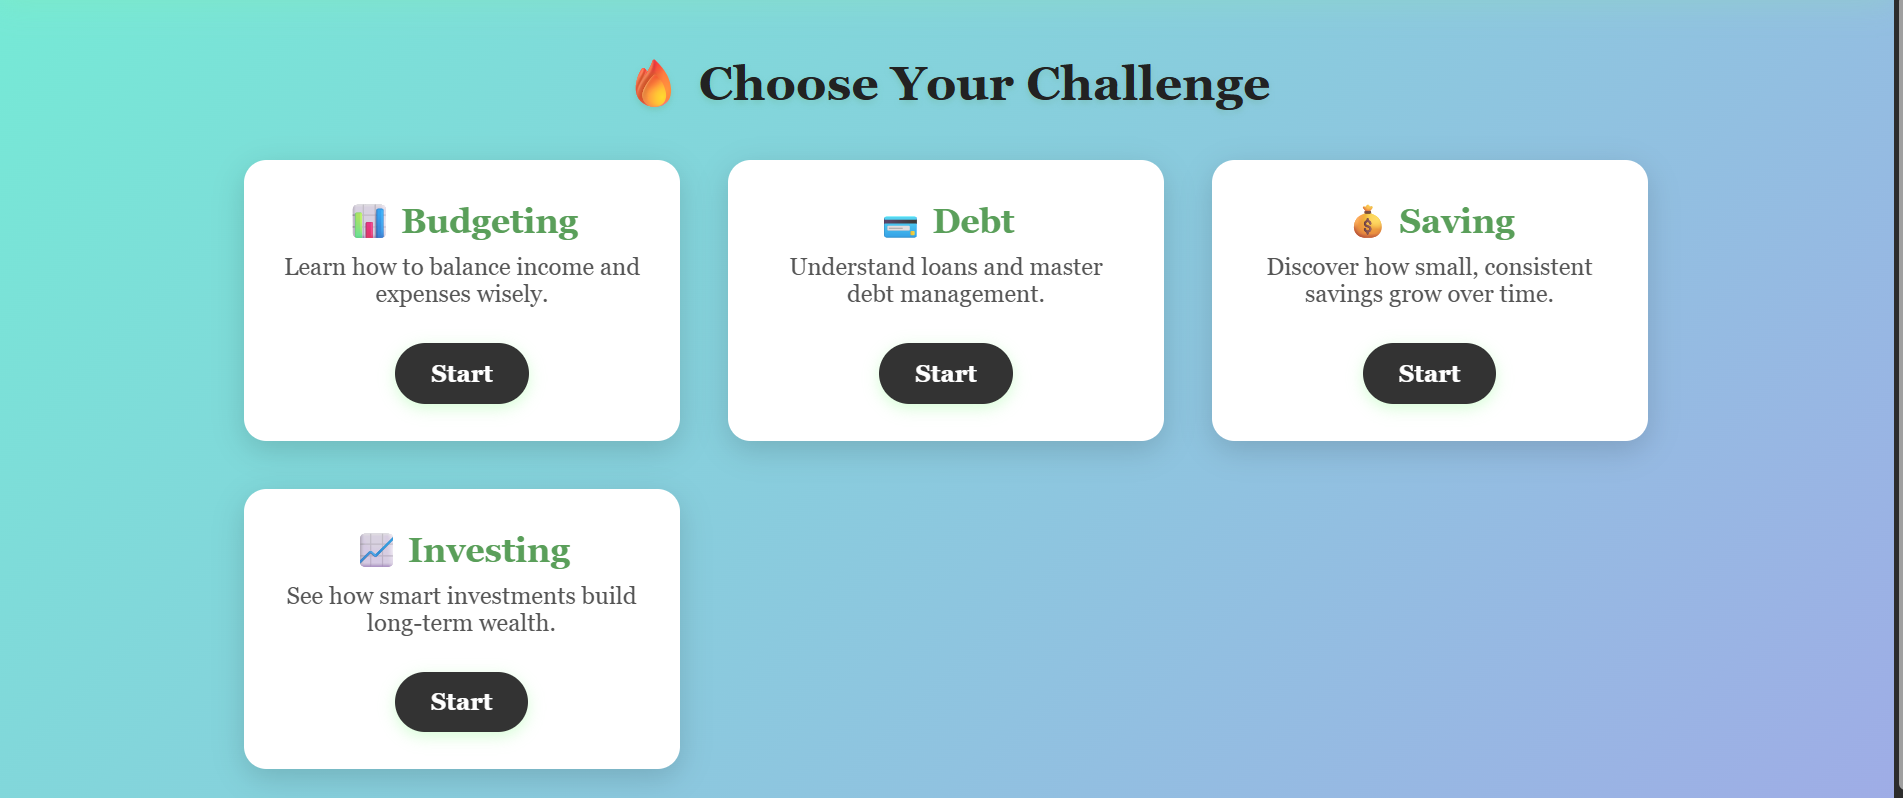 Choose Your Challenge
Budgeting
Learn how to balance income and
expenses wisely.
Start
Debt
Understand loans and master
debt management.
Start
Saving
Discover how small, consistent
savings grow over time.
Start
Investing
See how smart investments build
long-term wealth.
Start